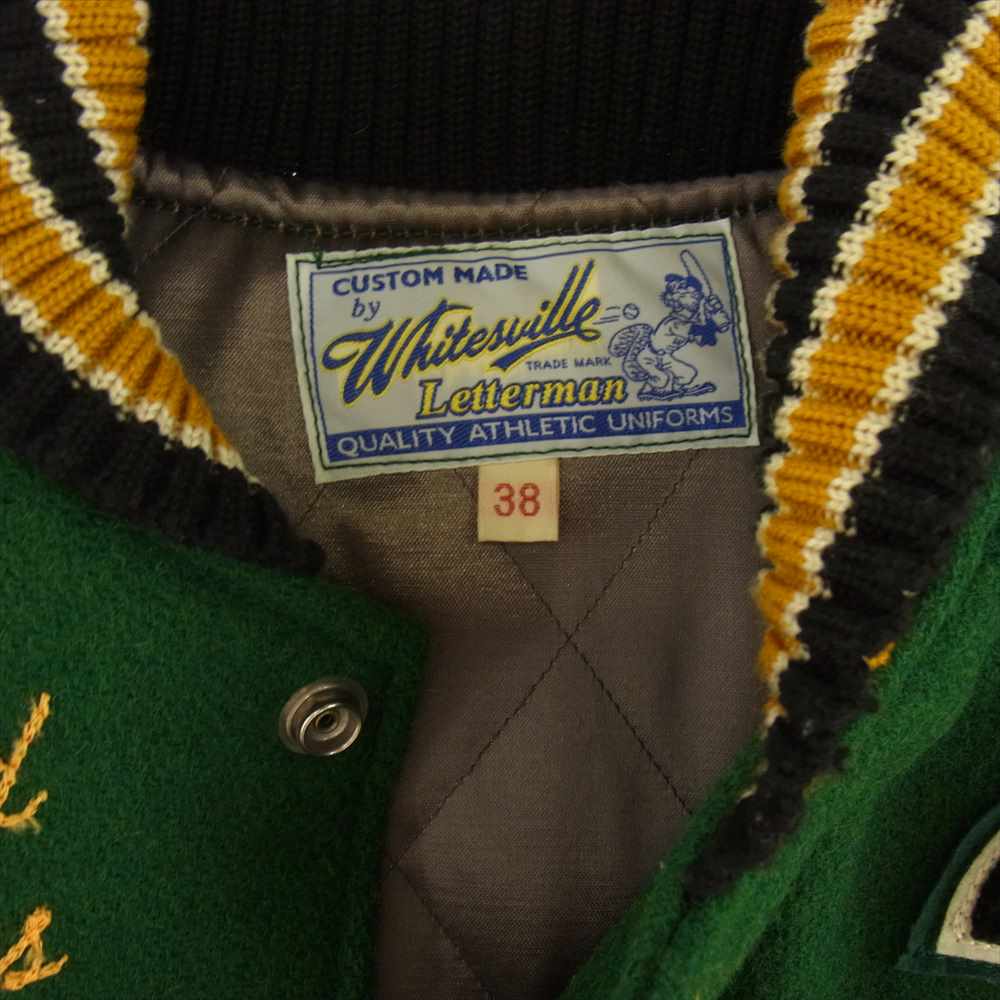 CUSTOM MADE
by
Whitesville
TRADE MARK
Letterman
QUALITY ATHLETIC UNIFORMS
38